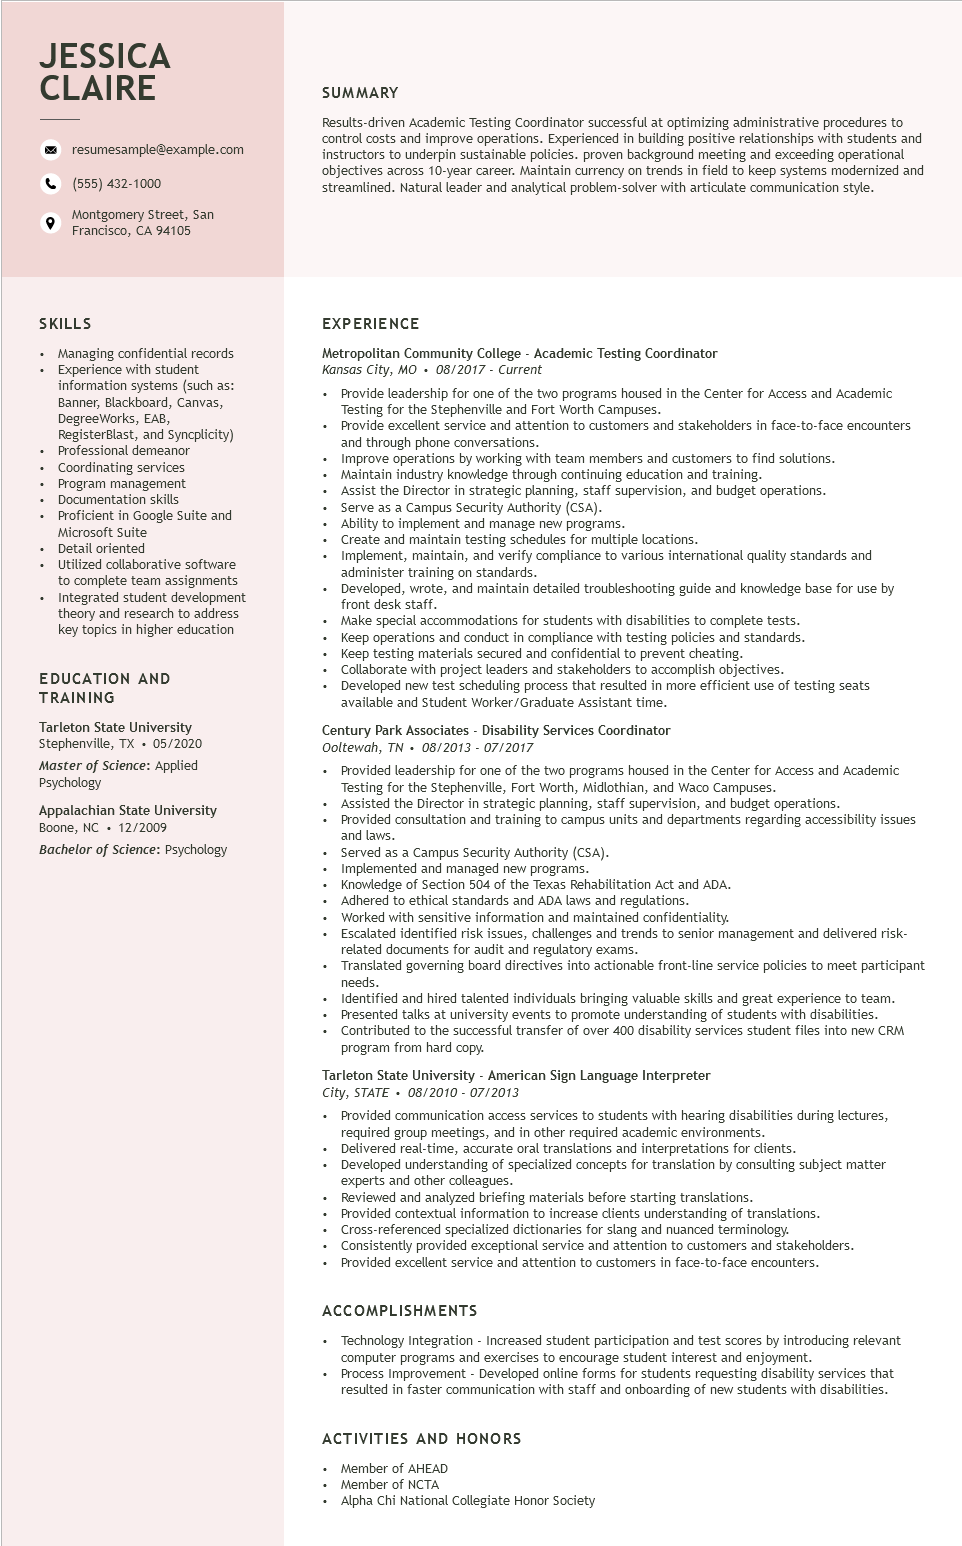 JESSICA
CLAIRE
resumesample@example.com
(555) 432-1000
Montgomery Street, San
Francisco, CA 94105
SUMMARY
Results-driven Academic Testing Coordinator successful at optimizing administrative procedures to
control costs and improve operations. Experienced in building positive relationships with students and
instructors to underpin sustainable policies. proven background meeting and exceeding operational
objectives across 10-year career. Maintain currency on trends in field to keep systems modernized and
streamlined. Natural leader and analytical problem-solver with articulate communication style.
SKILLS
• Managing confidential records
• Experience with student
information systems (such as:
Banner, Blackboard, Canvas,
DegreeWorks, EAB,
RegisterBlast, and Syncplicity)
• Professional demeanor
• Coordinating services
• Program management
• Documentation skills
• Proficient in Google Suite and
Microsoft Suite
• Detail oriented
• Utilized collaborative software
to complete team assignments
• Integrated student development
theory and research to address
key topics in higher education
EDUCATION AND
TRAINING
Tarleton State University
Stephenville, TX • 05/2020
Master of Science: Applied
Psychology
Appalachian State University
Boone, NC • 12/2009
Bachelor of Science: Psychology
EXPERIENCE
Metropolitan Community College - Academic Testing Coordinator
Kansas City, MO • 08/2017 - Current
• Provide leadership for one of the two programs housed in the Center for Access and Academic
Testing for the Stephenville and Fort Worth Campuses.
• Provide excellent service and attention to customers and stakeholders in face-to-face encounters
and through phone conversations.
• Improve operations by working with team members and customers to find solutions.
• Maintain industry knowledge through continuing education and training.
• Assist the Director in strategic planning, staff supervision, and budget operations.
• Serve as a Campus Security Authority (CSA).
• Ability to implement and manage new programs.
• Create and maintain testing schedules for multiple locations.
• Implement, maintain, and verify compliance to various international quality standards and
administer training on standards.
• Developed, wrote, and maintain detailed troubleshooting guide and knowledge base for use by
front desk staff.
• Make special accommodations for students with disabilities to complete tests.
• Keep operations and conduct in compliance with testing policies and standards.
• Keep testing materials secured and confidential to prevent cheating.
• Collaborate with project leaders and stakeholders to accomplish objectives.
• Developed new test scheduling process that resulted in more efficient use of testing seats
available and Student Worker/Graduate Assistant time.
Century Park Associates - Disability Services Coordinator
Ooltewah, TN • 08/2013 - 07/2017
• Provided leadership for one of the two programs housed in the Center for Access and Academic
Testing for the Stephenville, Fort Worth, Midlothian, and Waco Campuses.
• Assisted the Director in strategic planning, staff supervision, and budget operations.
• Provided consultation and training to campus units and departments regarding accessibility issues
and laws.
• Served as a Campus Security Authority (CSA).
• Implemented and managed new programs.
• Knowledge of Section 504 of the Texas Rehabilitation Act and ADA.
• Adhered to ethical standards and ADA laws and regulations.
• Worked with sensitive information and maintained confidentiality.
• Escalated identified risk issues, challenges and trends to senior management and delivered risk-
related documents for audit and regulatory exams.
• Translated governing board directives into actionable front-line service policies to meet participant
needs.
• Identified and hired talented individuals bringing valuable skills and great experience to team.
• Presented talks at university events to promote understanding of students with disabilities.
• Contributed to the successful transfer of over 400 disability services student files into new CRM
program from hard copy.
Tarleton State University - American Sign Language Interpreter
City, STATE • 08/2010 - 07/2013
• Provided communication access services to students with hearing disabilities during lectures,
required group meetings, and in other required academic environments.
• Delivered real-time, accurate oral translations and interpretations for clients.
• Developed understanding of specialized concepts for translation by consulting subject matter
experts and other colleagues.
• Reviewed and analyzed briefing materials before starting translations.
• Provided contextual information to increase clients understanding of translations.
• Cross-referenced specialized dictionaries for slang and nuanced terminology.
• Consistently provided exceptional service and attention to customers and stakeholders.
• Provided excellent service and attention to customers in face-to-face encounters.
ACCOMPLISHMENTS
• Technology Integration - Increased student participation and test scores by introducing relevant
computer programs and exercises to encourage student interest and enjoyment.
• Process Improvement - Developed online forms for students requesting disability services that
resulted in faster communication with staff and onboarding of new students with disabilities.
ACTIVITIES AND HONORS
• Member of AHEAD
• Member of NCTA
• Alpha Chi National Collegiate Honor Society